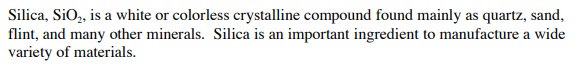 Silica, SiO₂, is a white or colorless crystalline compound found mainly as quartz, sand,
flint, and many other minerals.  Silica is an important ingredient to manufacture a wide
variety of materials.